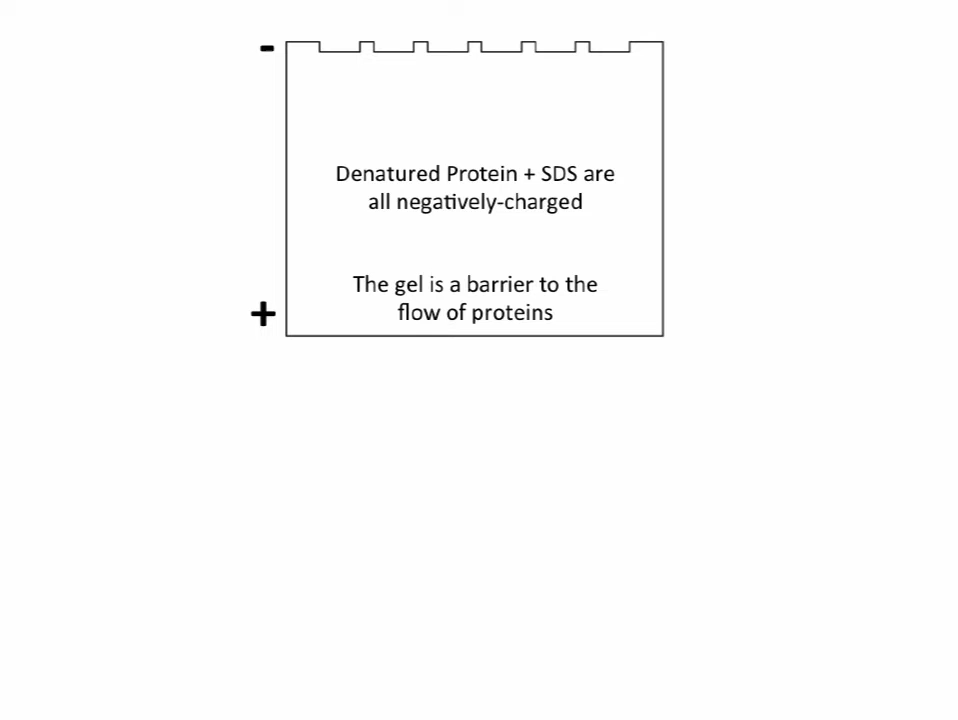 -
Denatured Protein + SDS are
all negatively-charged
The gel is a barrier to the
+
flow of proteins